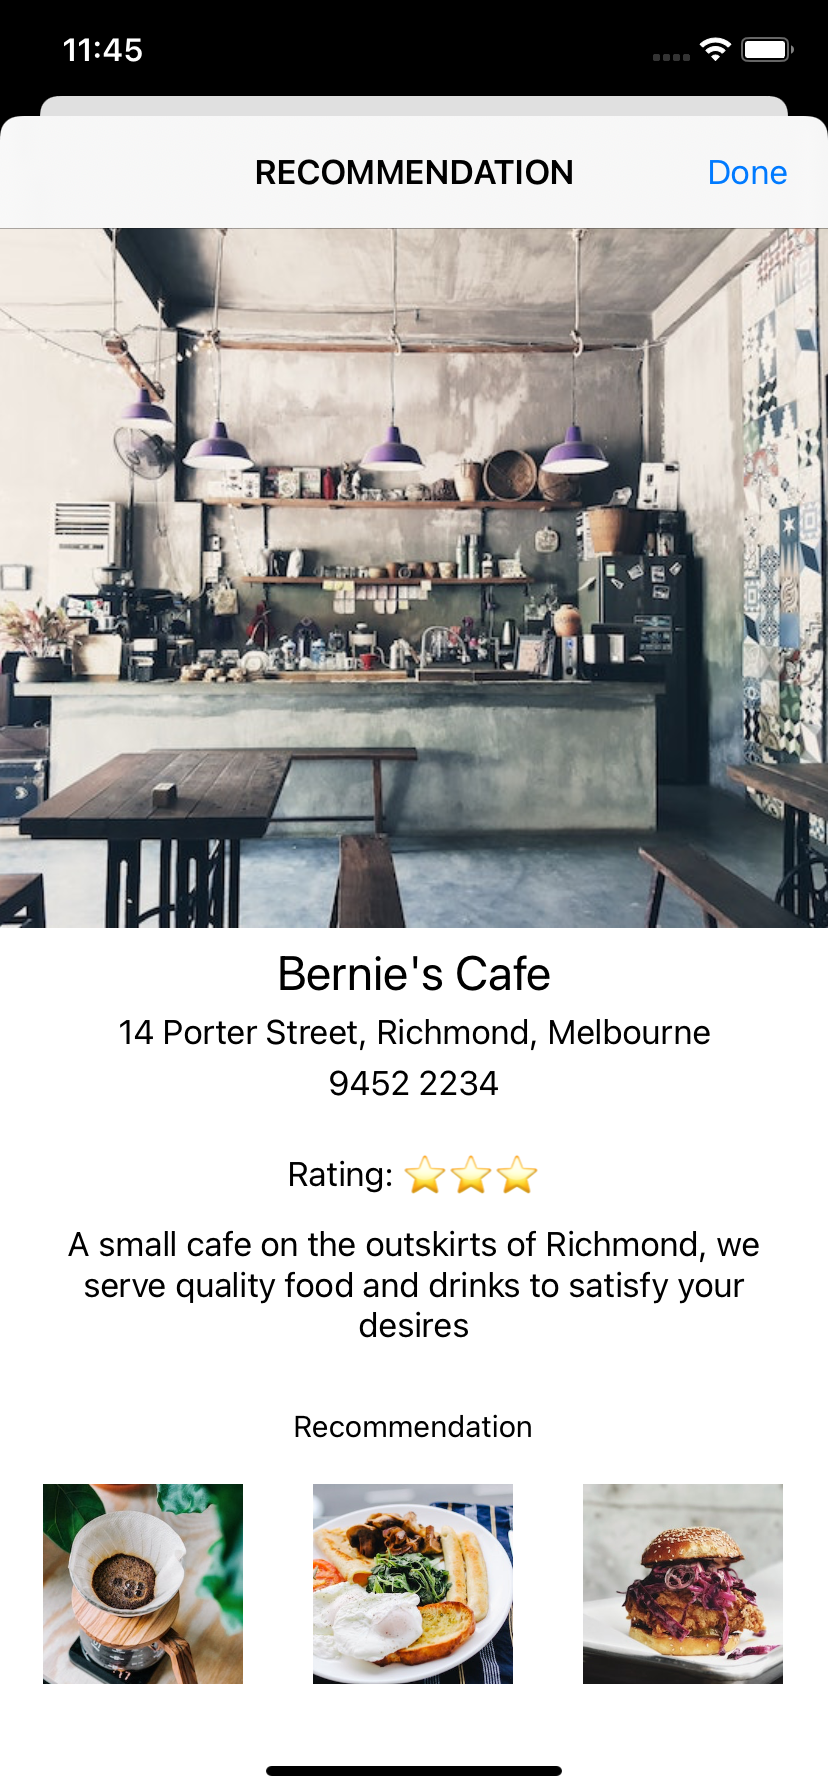 11:45
RECOMMENDATION
Done
Bernie's Cafe
14 Porter Street, Richmond, Melbourne
9452 2234
Rating: ⭐⭐⭐
A small cafe on the outskirts of Richmond, we
serve quality food and drinks to satisfy your
desires
Recommendation